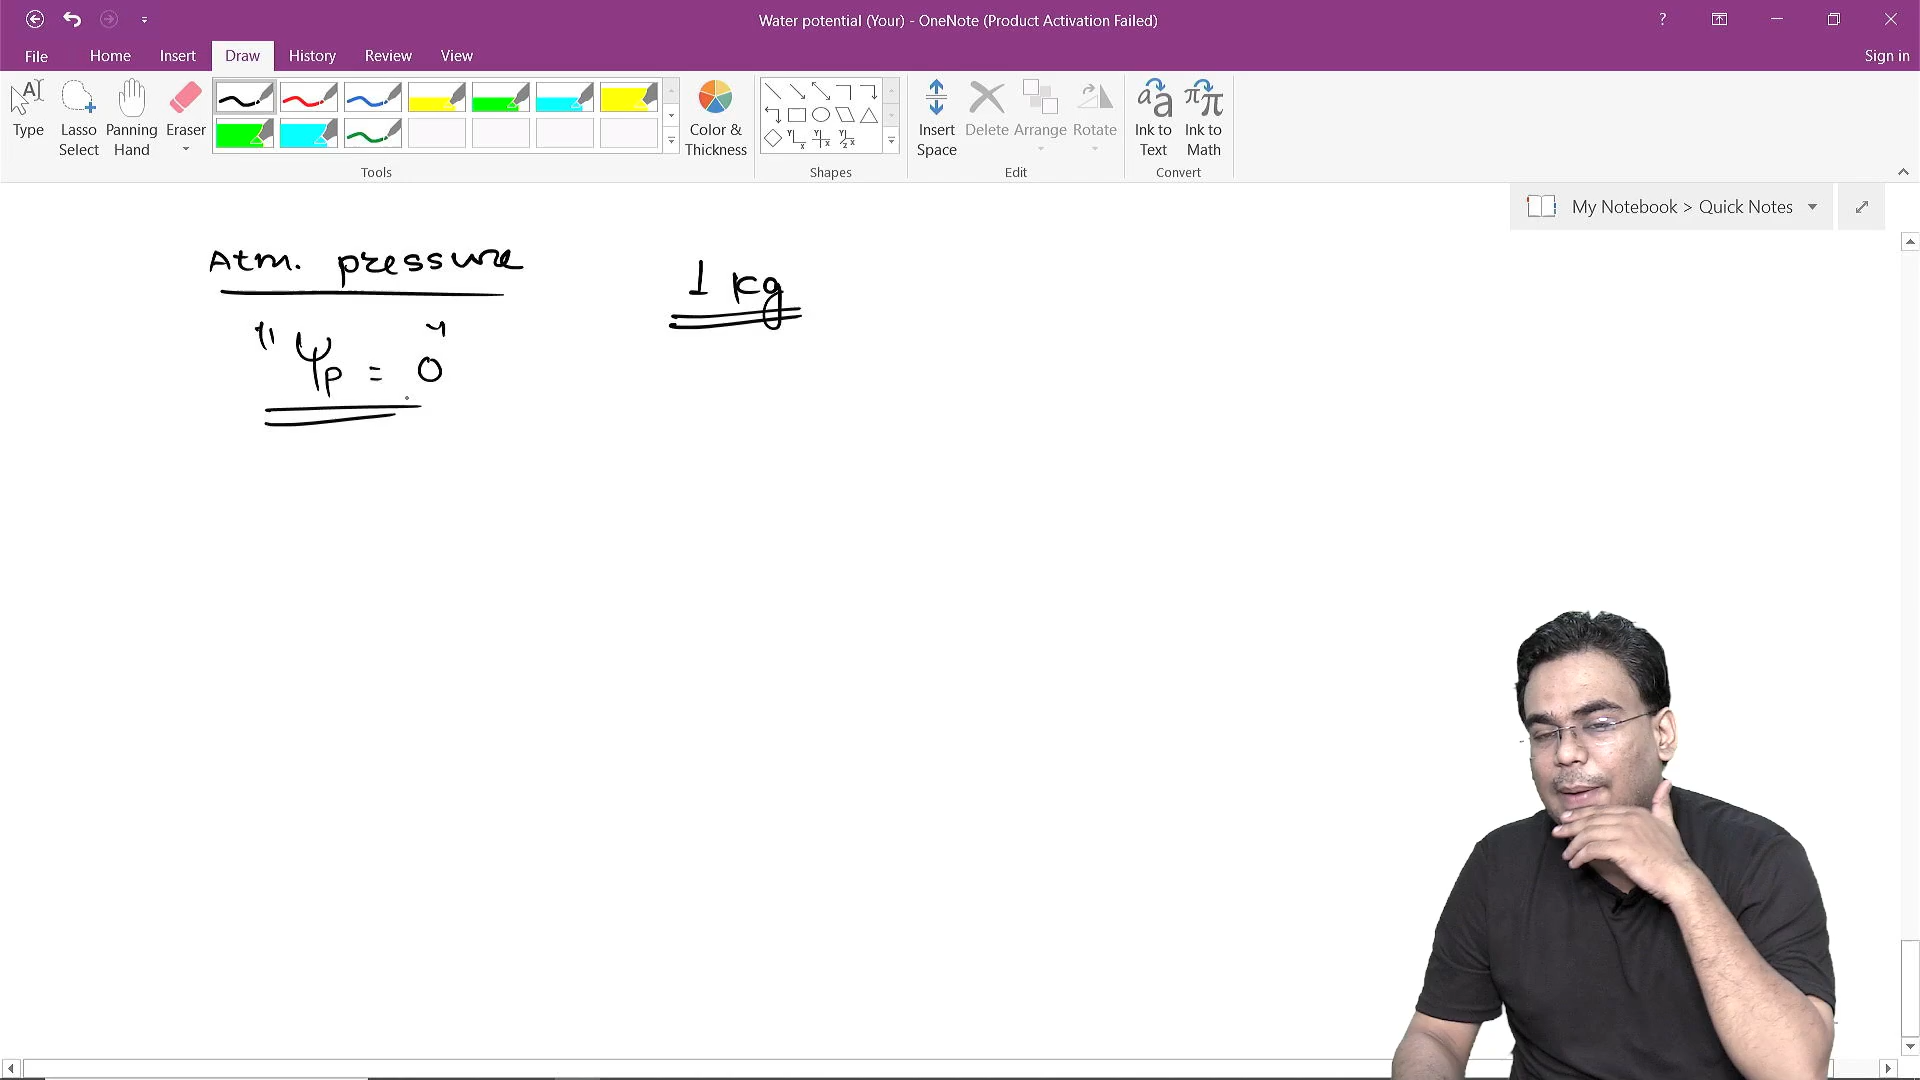 Water potential (Your) - OneNote (Product Activation Failed)
?
File Home Insert Draw History Review View Sign in
Type
Lasso Select
Panning Hand
Eraser
Color & Thickness
Insert Space
Delete
Arrange
Rotate
Ink to Text
Ink to Math
Tools
Shapes
Edit
Convert
My Notebook > Quick Notes
Atm. pressure
1 kg
"ψp = 0"